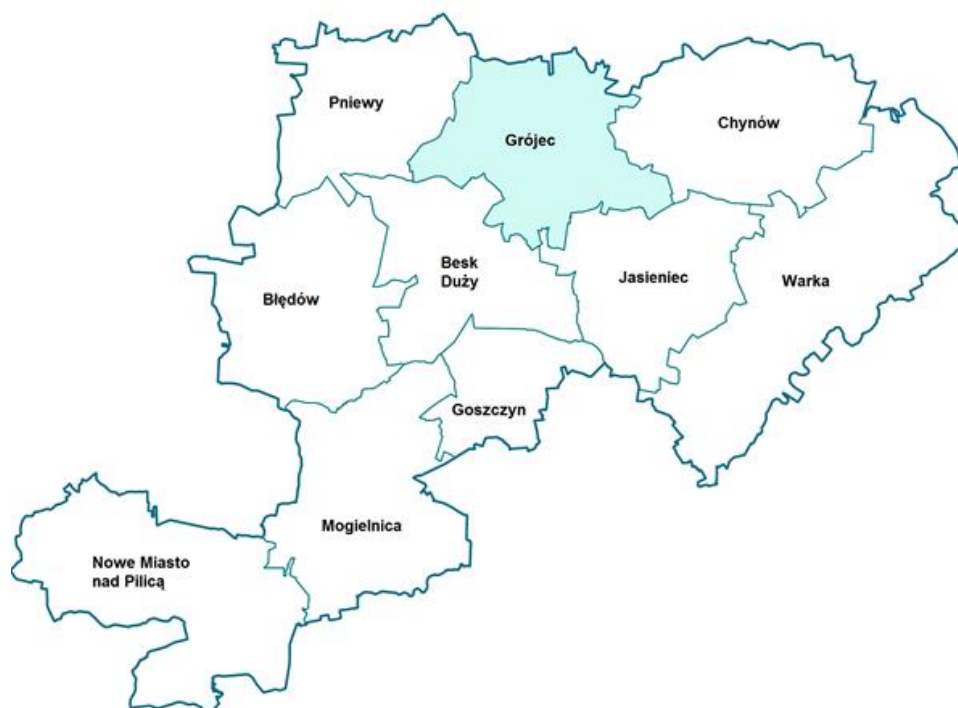 Pniewy
Grójec
Chynów
Błędów
Besk
Duży
Jasieniec
Warka
Goszczyn
Mogielnica
Nowe Miasto
nad Pilicą